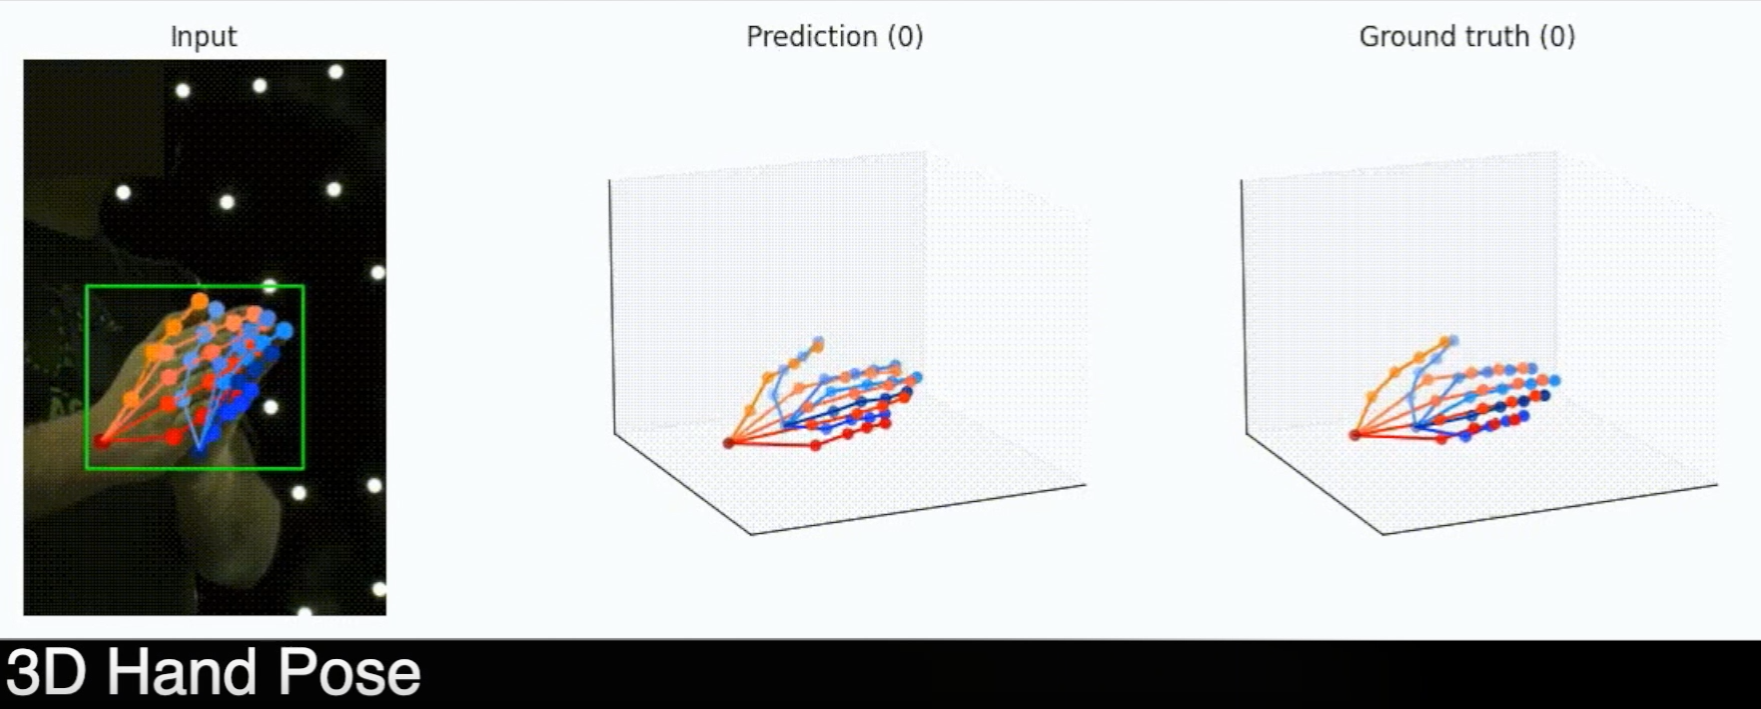 Input
Prediction (0)
Ground truth (0)
3D Hand Pose